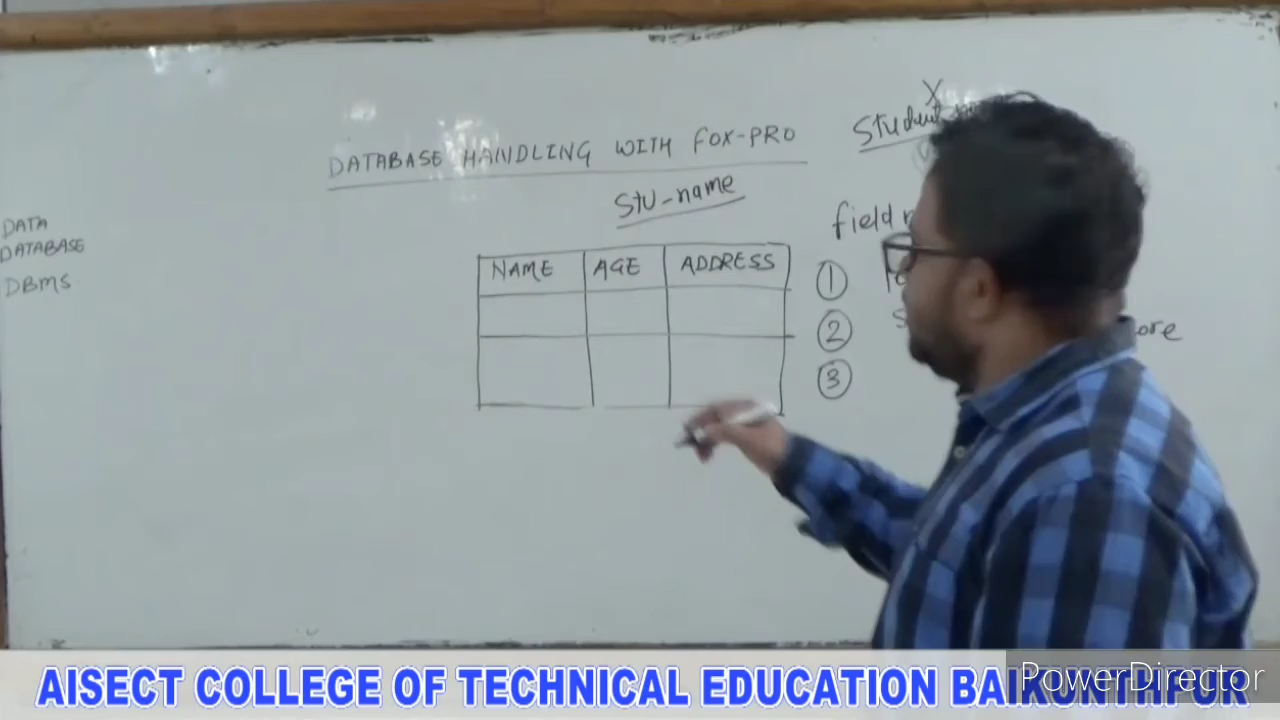 X
Student
DATABASE HANDLING WITH FOX-PRO
Stu-name
DATA
DATABASE
DBMS
field
NAME AGE ADDRESS
1
2
3
ore
AISECT COLLEGE OF TECHNICAL EDUCATION BAIKUNTHPUR
PowerDirector